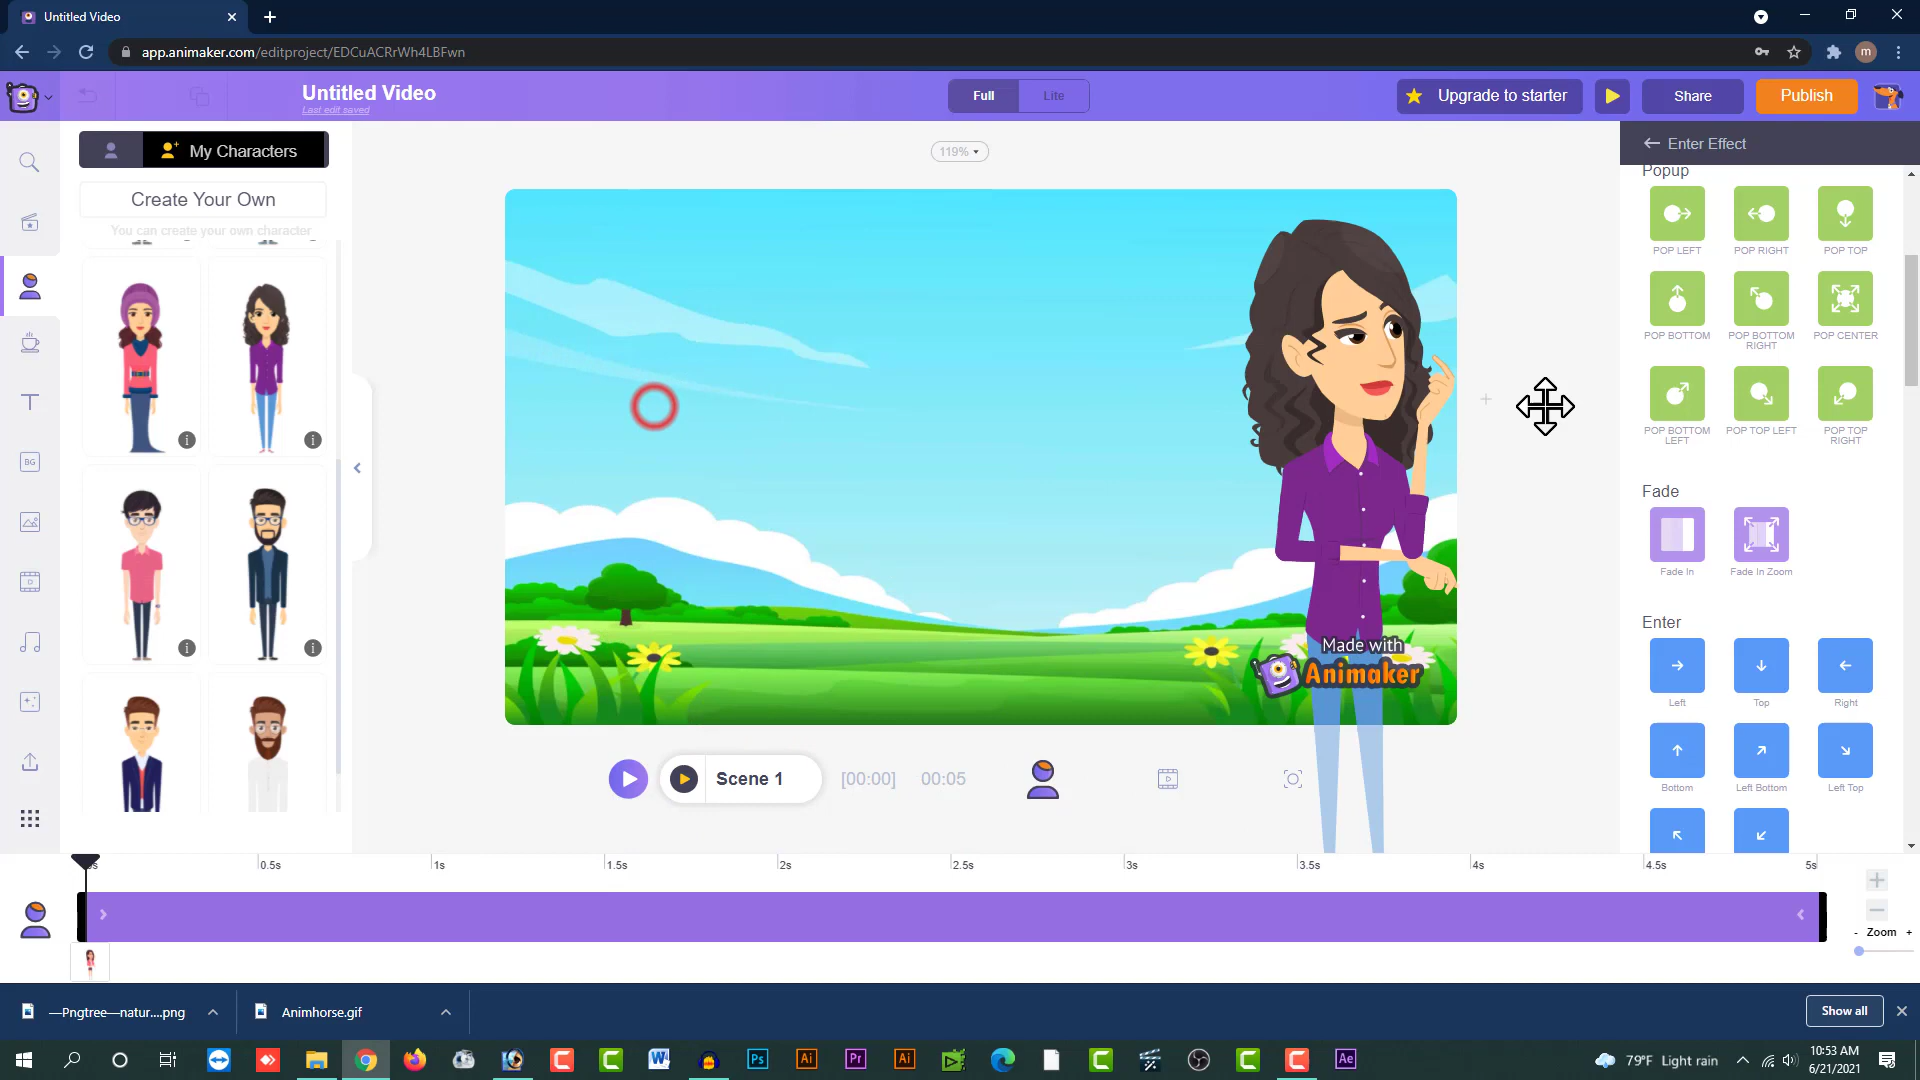 Untitled Video
app.animaker.com/editproject/EDCuACRrWh4LBFwn
Untitled Video
Last edit saved
Full
Lite
Upgrade to starter
Share
Publish
My Characters
Create Your Own
You can create your own character
119%
Enter Effect
Popup
POP LEFT
POP RIGHT
POP TOP
POP BOTTOM
POP BOTTOM RIGHT
POP CENTER
POP BOTTOM LEFT
POP TOP LEFT
POP TOP RIGHT
Fade
Fade In
Fade In Zoom
Enter
Left
Top
Right
Bottom
Left Bottom
Left Top
BG
Made with
Animaker
Scene 1
[00:00]
00:05
0.5s
1s
1.5s
2s
2.5s
3s
3.5s
4s
4.5s
5s
- Zoom +
—Pngtree—natur....png
Animhorse.gif
Show all
79°F Light rain
10:53 AM
6/21/2021